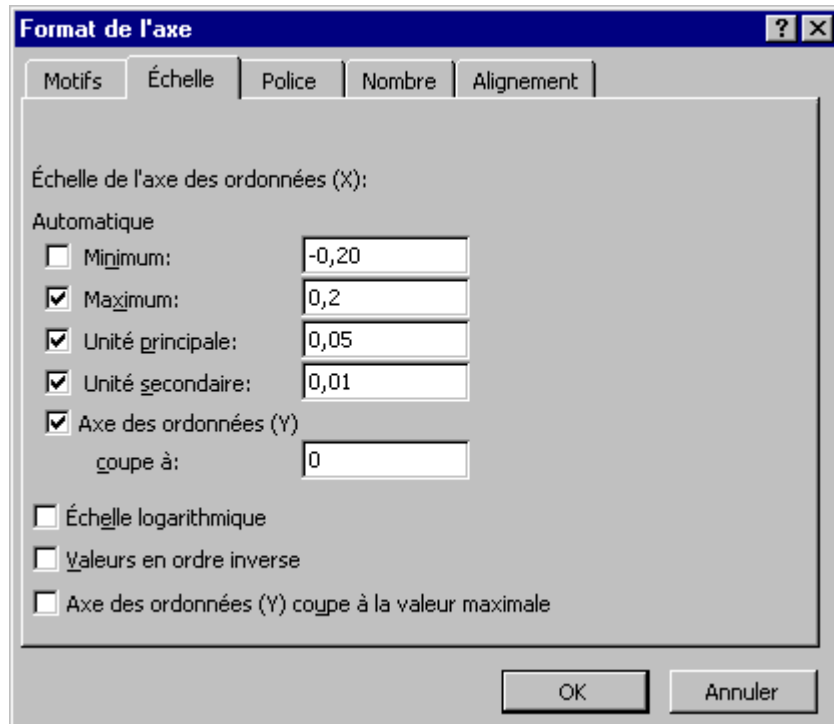 Format de l'axe
Motifs Échelle Police Nombre Alignement
Échelle de l'axe des ordonnées (X):
Automatique
Minimum: -0,20
Maximum: 0,2
Unité principale: 0,05
Unité secondaire: 0,01
Axe des ordonnées (Y)
coupe à: 0
Échelle logarithmique
Valeurs en ordre inverse
Axe des ordonnées (Y) coupe à la valeur maximale
OK Annuler